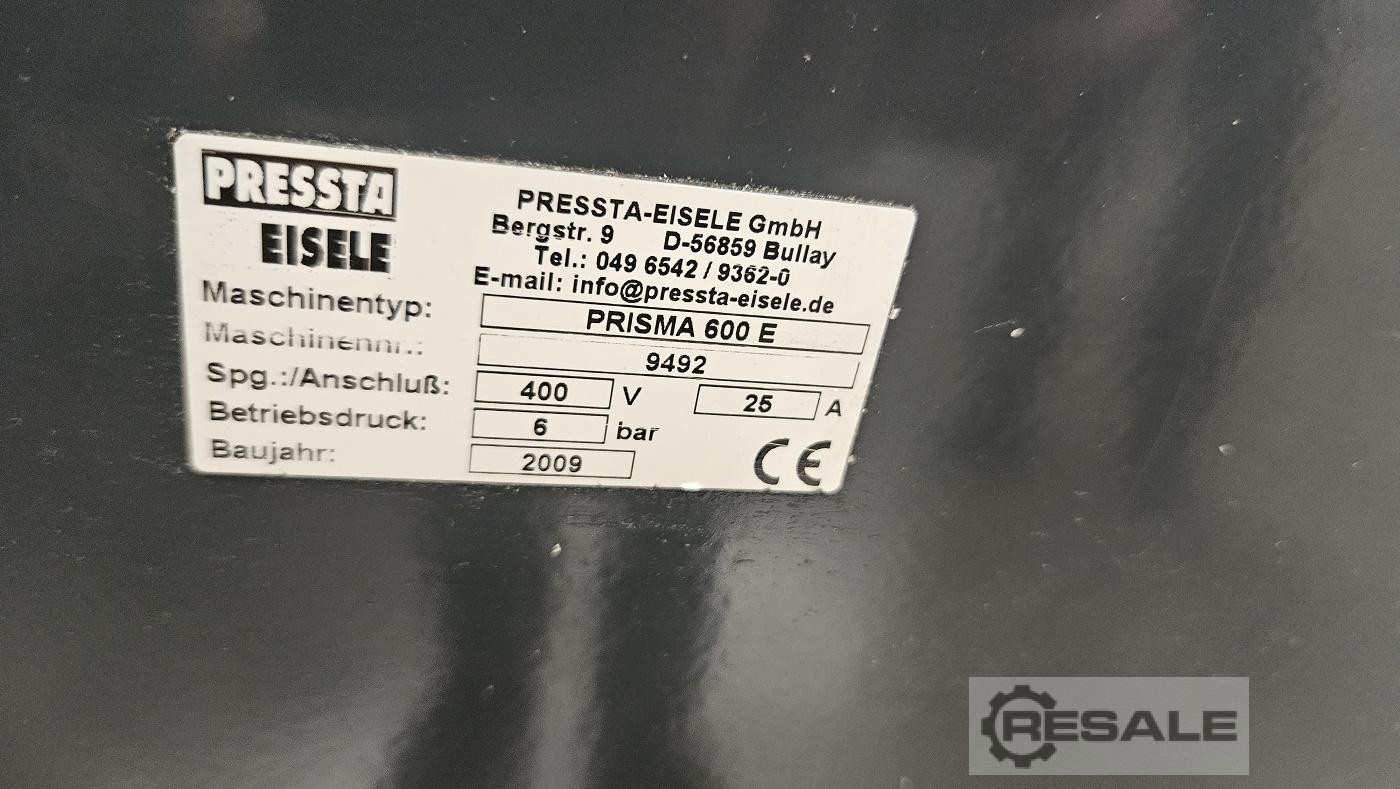 PRESSTA
EISELE
PRESSTA-EISELE GmbH
Bergstr. 9 D-56859 Bullay
Tel.: 049 6542 / 9362-0
E-mail: info@pressta-eisele.de
Maschinentyp: PRISMA 600 E
Maschinennr.: 9492
Spg.:/Anschluß: 400 V 25 A
Betriebsdruck: 6 bar
Baujahr: 2009
CE
RESALE